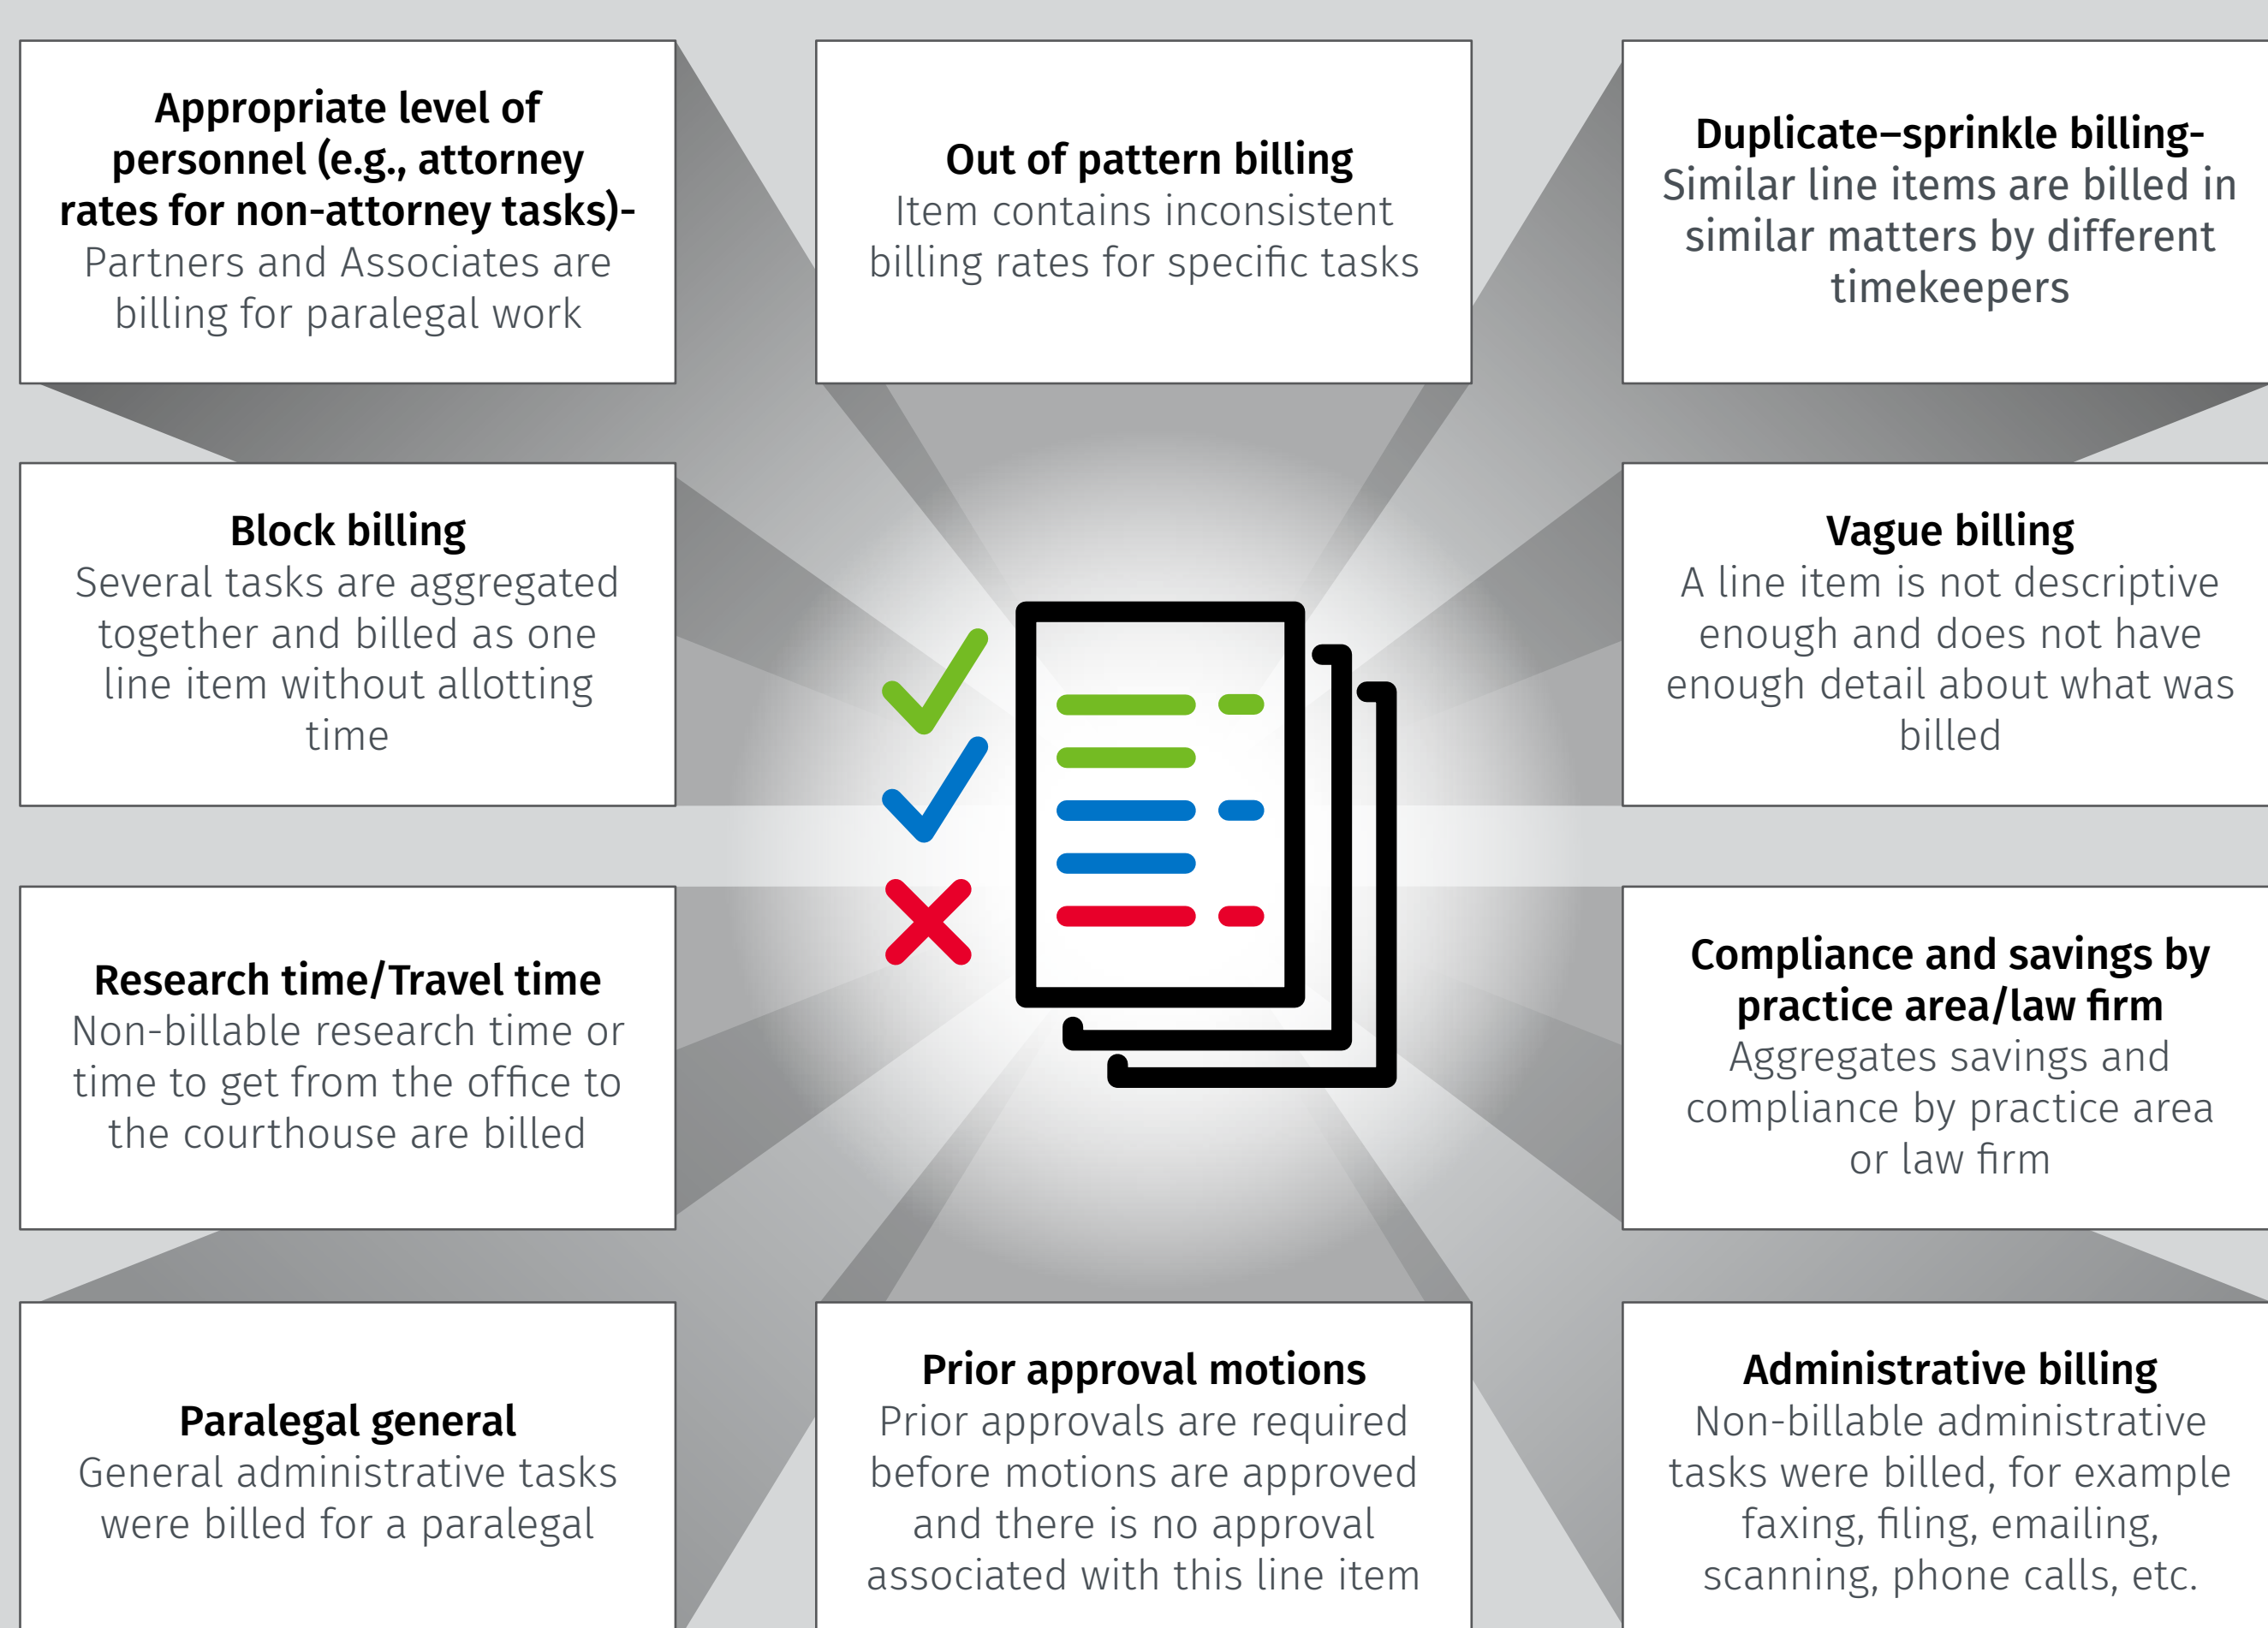 Appropriate level of
personnel (e.g., attorney
rates for non-attorney tasks)-
Partners and Associates are
billing for paralegal work
Out of pattern billing
Item contains inconsistent
billing rates for specific tasks
Duplicate–sprinkle billing-
Similar line items are billed in
similar matters by different
timekeepers
Block billing
Several tasks are aggregated
together and billed as one
line item without allotting
time
Vague billing
A line item is not descriptive
enough and does not have
enough detail about what was
billed
Research time/Travel time
Non-billable research time or
time to get from the office to
the courthouse are billed
Compliance and savings by
practice area/law firm
Aggregates savings and
compliance by practice area
or law firm
Paralegal general
General administrative tasks
were billed for a paralegal
Prior approval motions
Prior approvals are required
before motions are approved
and there is no approval
associated with this line item
Administrative billing
Non-billable administrative
tasks were billed, for example
faxing, filing, emailing,
scanning, phone calls, etc.